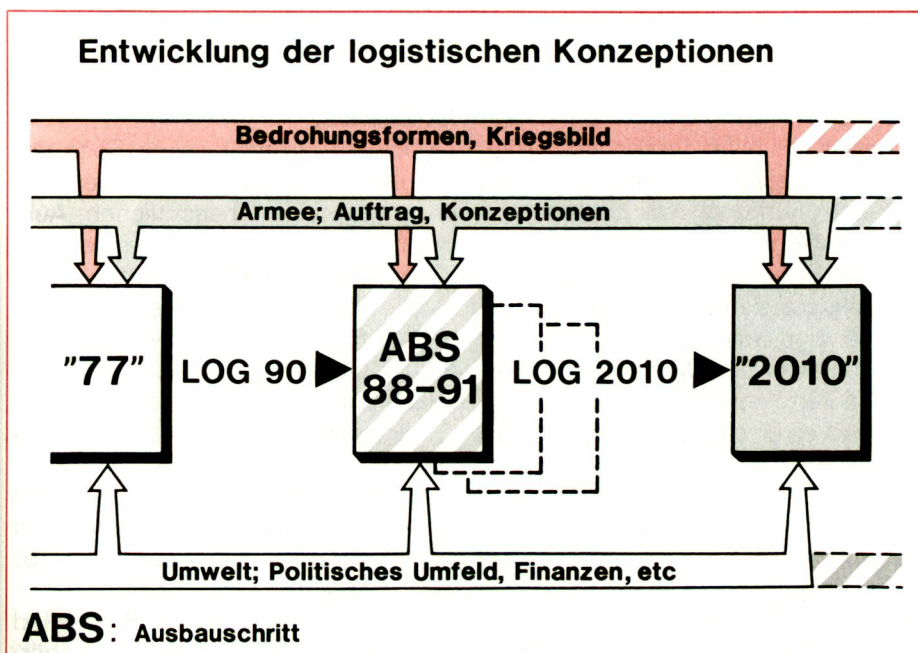 Entwicklung der logistischen Konzeptionen
Bedrohungsformen, Kriegsbild
Armee; Auftrag, Konzeptionen
"77"
LOG 90
ABS
88-91
LOG 2010
"2010"
Umwelt; Politisches Umfeld, Finanzen, etc
ABS: Ausbauschritt